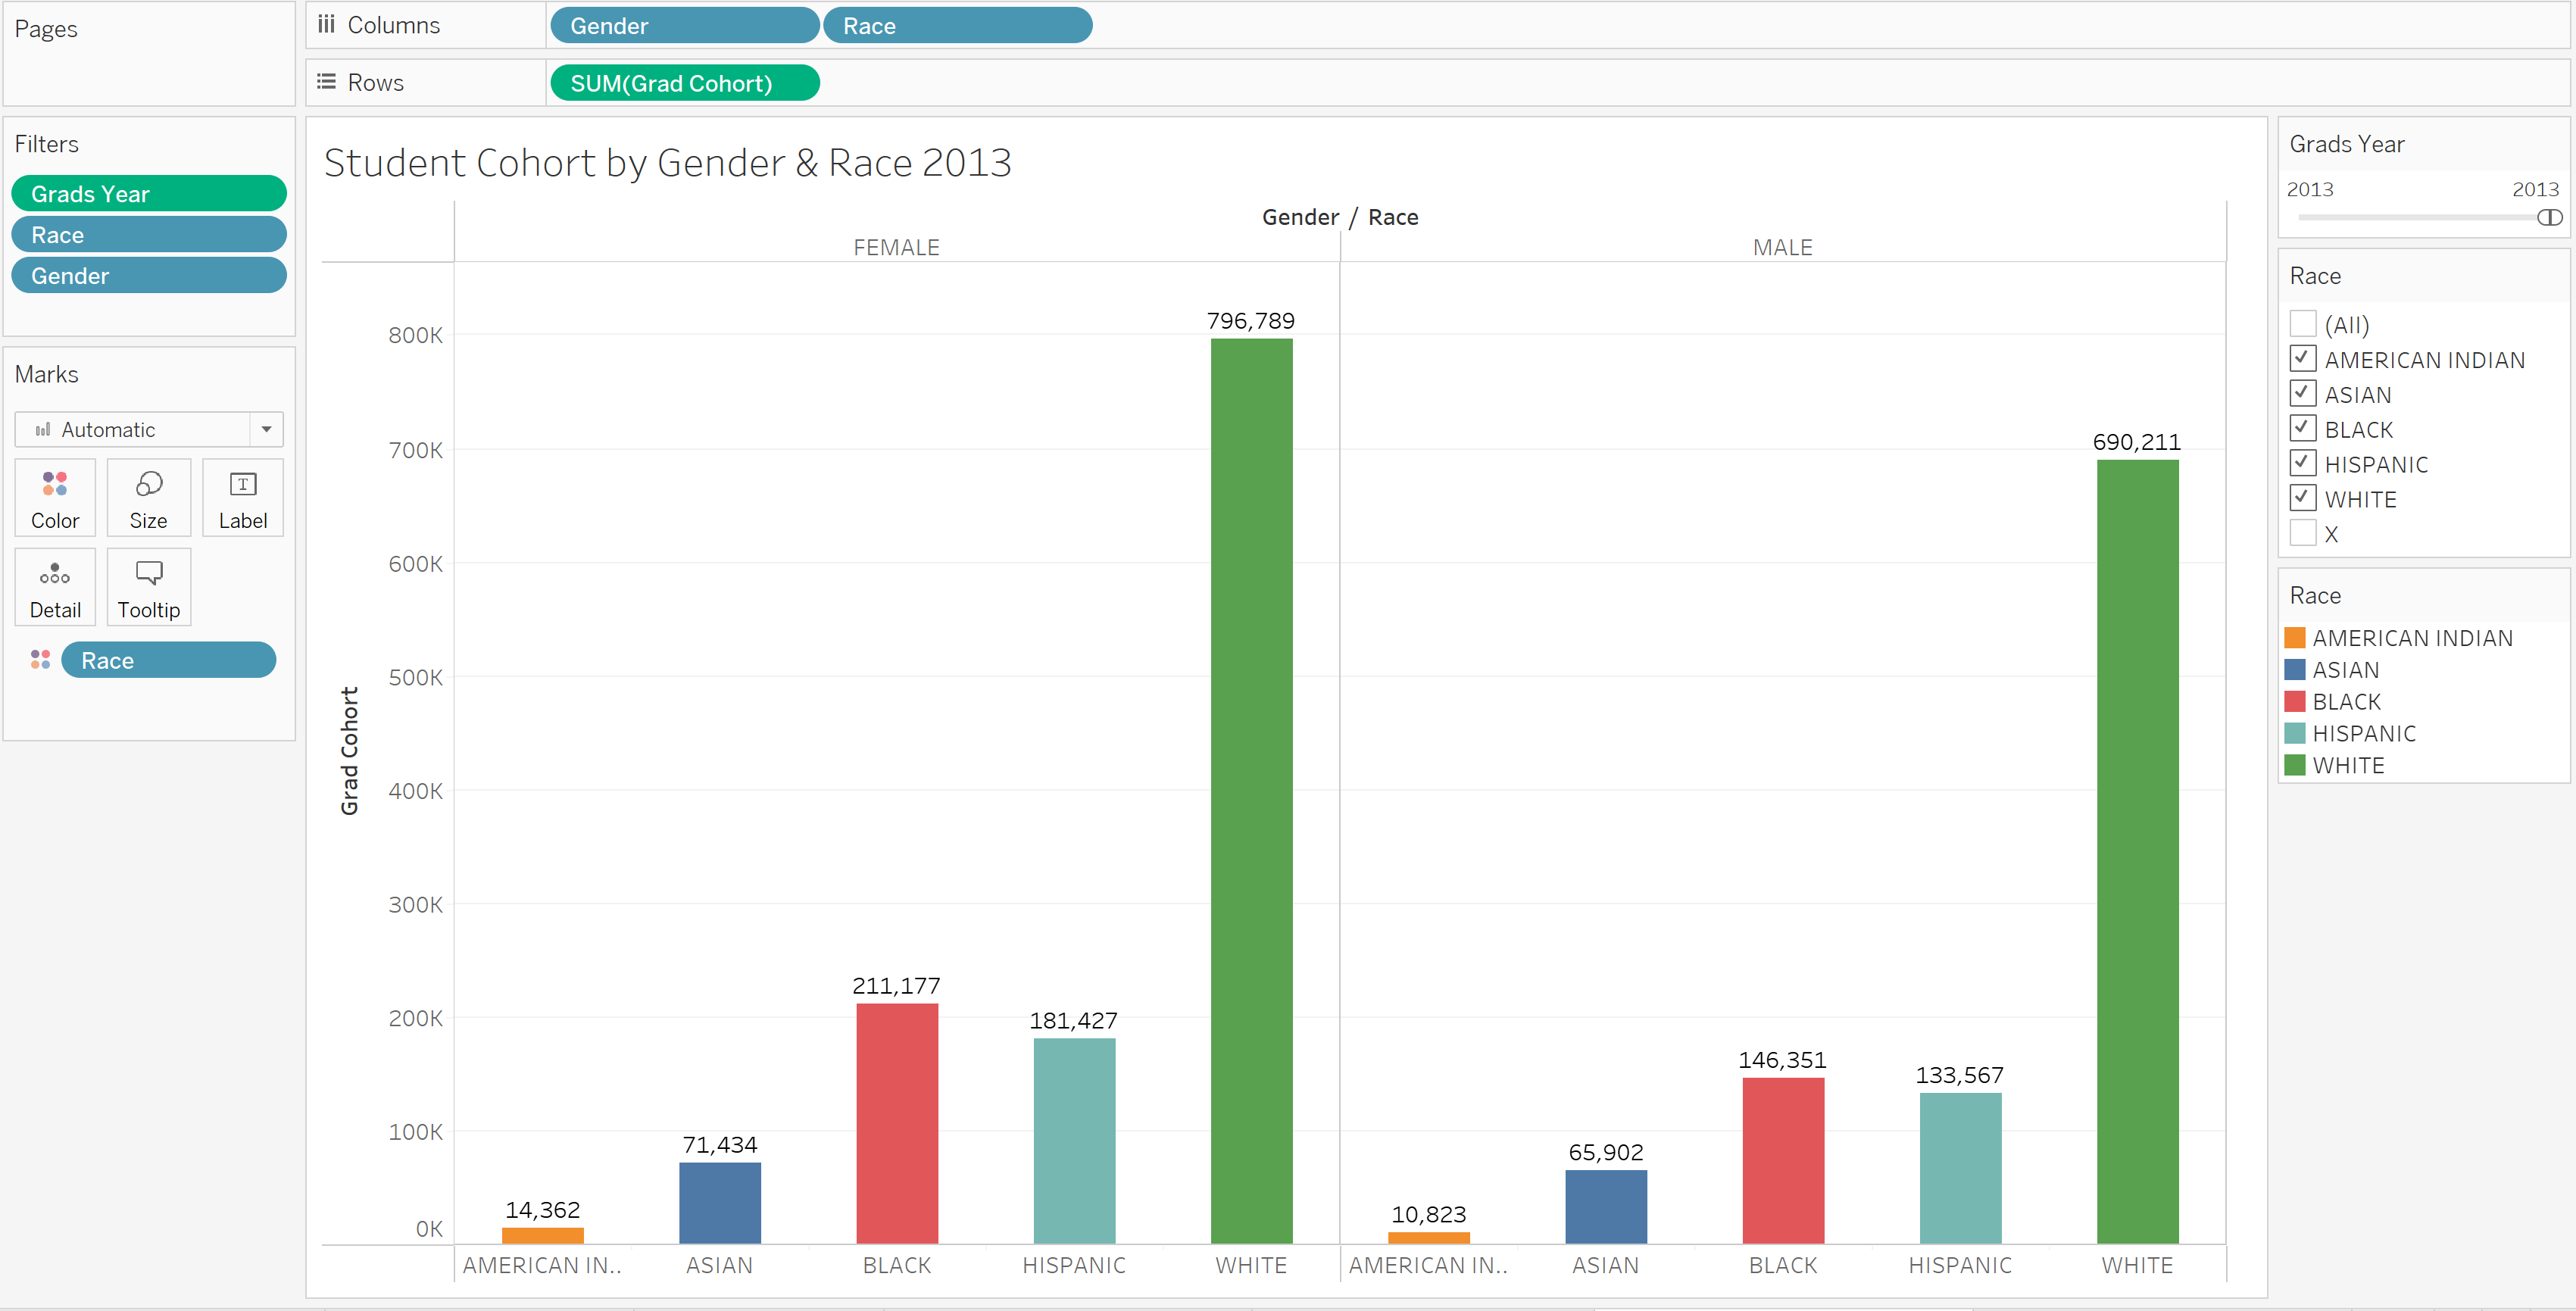 Pages
Columns
Gender
Race
Rows
SUM(Grad Cohort)
Filters
Grads Year
Race
Gender
Marks
Automatic
Color
Size
Label
Detail
Tooltip
Race
Student Cohort by Gender & Race 2013
Gender / Race
FEMALE
MALE
Grad Cohort
800K
700K
600K
500K
400K
300K
200K
100K
0K
14,362
71,434
211,177
181,427
796,789
10,823
65,902
146,351
133,567
690,211
AMERICAN IN..
ASIAN
BLACK
HISPANIC
WHITE
AMERICAN IN..
ASIAN
BLACK
HISPANIC
WHITE
Grads Year
2013 2013
Race
(All)
AMERICAN INDIAN
ASIAN
BLACK
HISPANIC
WHITE
X
Race
AMERICAN INDIAN
ASIAN
BLACK
HISPANIC
WHITE